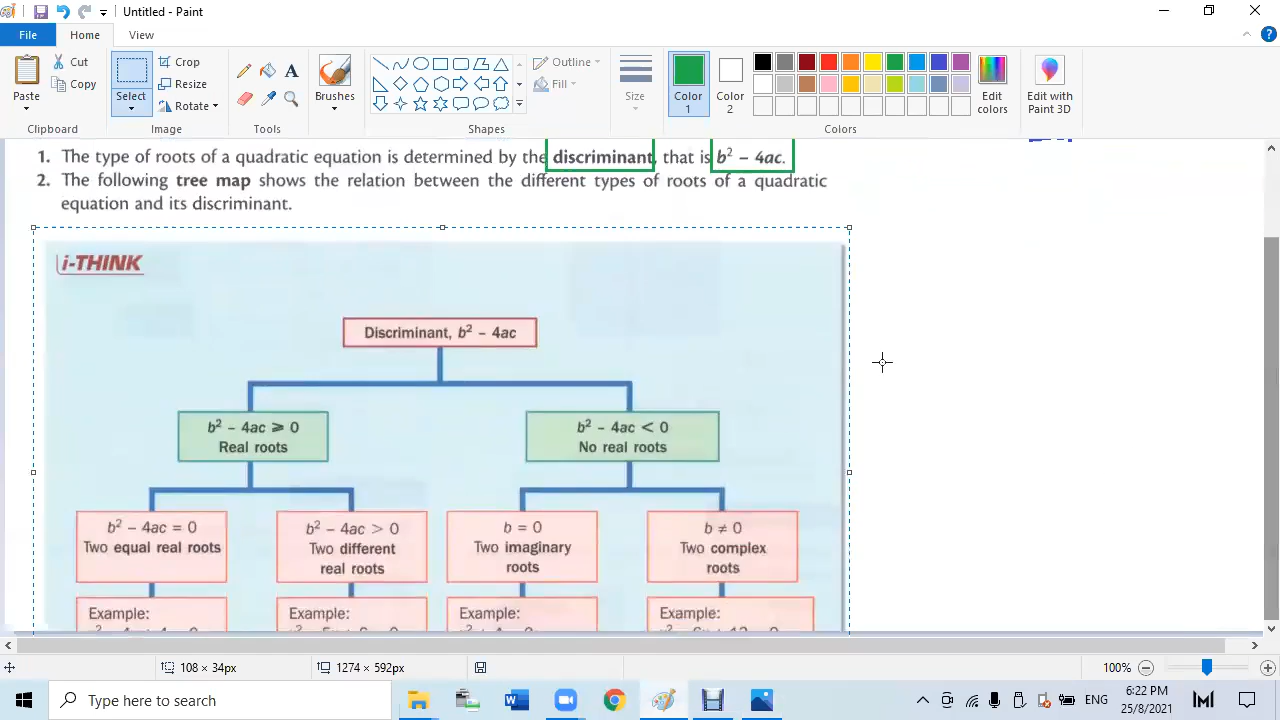 Untitled - Paint
File Home View
Paste Cut Copy
Clipboard
Select Crop Resize Rotate
Image
Tools
Brushes
Shapes
Outline Fill
Size
Color 1 Color 2
Edit colors
Colors
Edit with Paint 3D
1. The type of roots of a quadratic equation is determined by the discriminant, that is b² – 4ac.
2. The following tree map shows the relation between the different types of roots of a quadratic
equation and its discriminant.
i-THINK
Discriminant, b² – 4ac
b² – 4ac ⩾ 0
Real roots
b² – 4ac < 0
No real roots
b² – 4ac = 0
Two equal real roots
b² – 4ac > 0
Two different
real roots
b = 0
Two imaginary
roots
b ≠ 0
Two complex
roots
Example: Example: Example: Example:
108 × 34px 1274 × 592px 100%
Type here to search
ENG
6:22 PM
25/8/2021